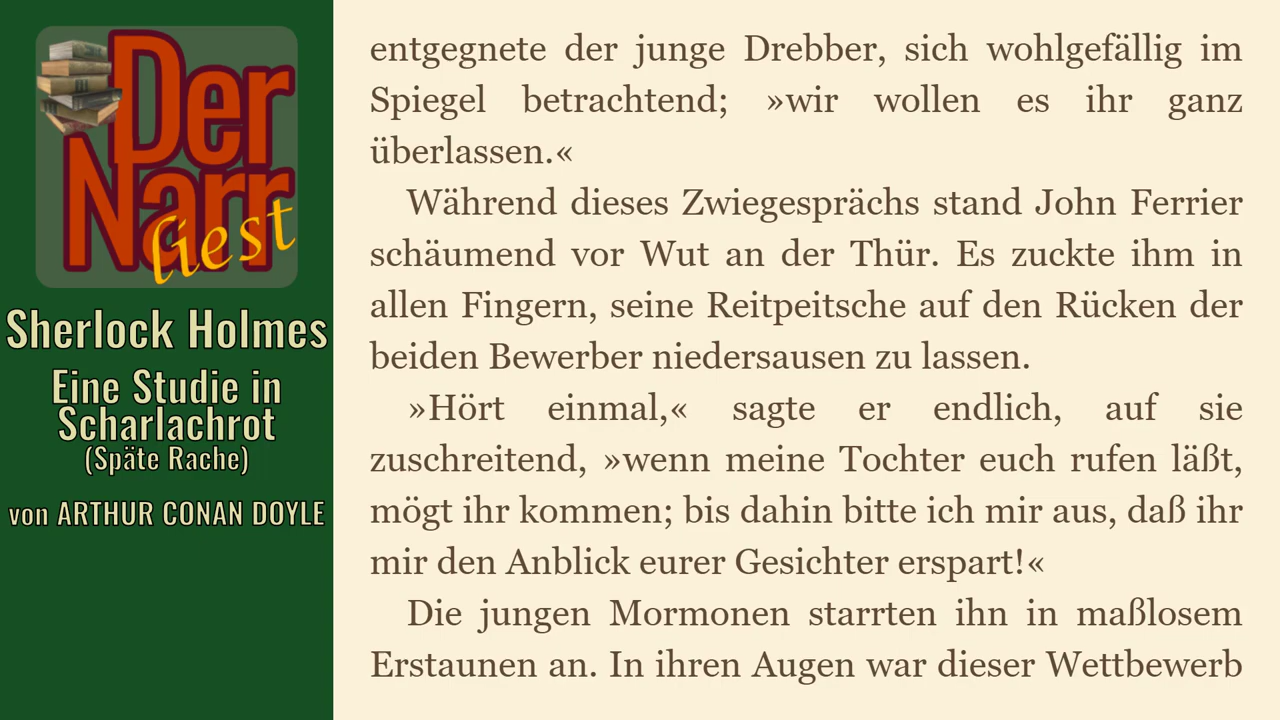 Der
Narr
liest
Sherlock Holmes
Eine Studie in
Scharlachrot
(Späte Rache)
von ARTHUR CONAN DOYLE
entgegnete der junge Drebber, sich wohlgefällig im
Spiegel betrachtend; »wir wollen es ihr ganz
überlassen.«
Während dieses Zwiegesprächs stand John Ferrier
schäumend vor Wut an der Thür. Es zuckte ihm in
allen Fingern, seine Reitpeitsche auf den Rücken der
beiden Bewerber niedersausen zu lassen.
»Hört einmal,« sagte er endlich, auf sie
zuschreitend, »wenn meine Tochter euch rufen läßt,
mögt ihr kommen; bis dahin bitte ich mir aus, daß ihr
mir den Anblick eurer Gesichter erspart!«
Die jungen Mormonen starrten ihn in maßlosem
Erstaunen an. In ihren Augen war dieser Wettbewerb